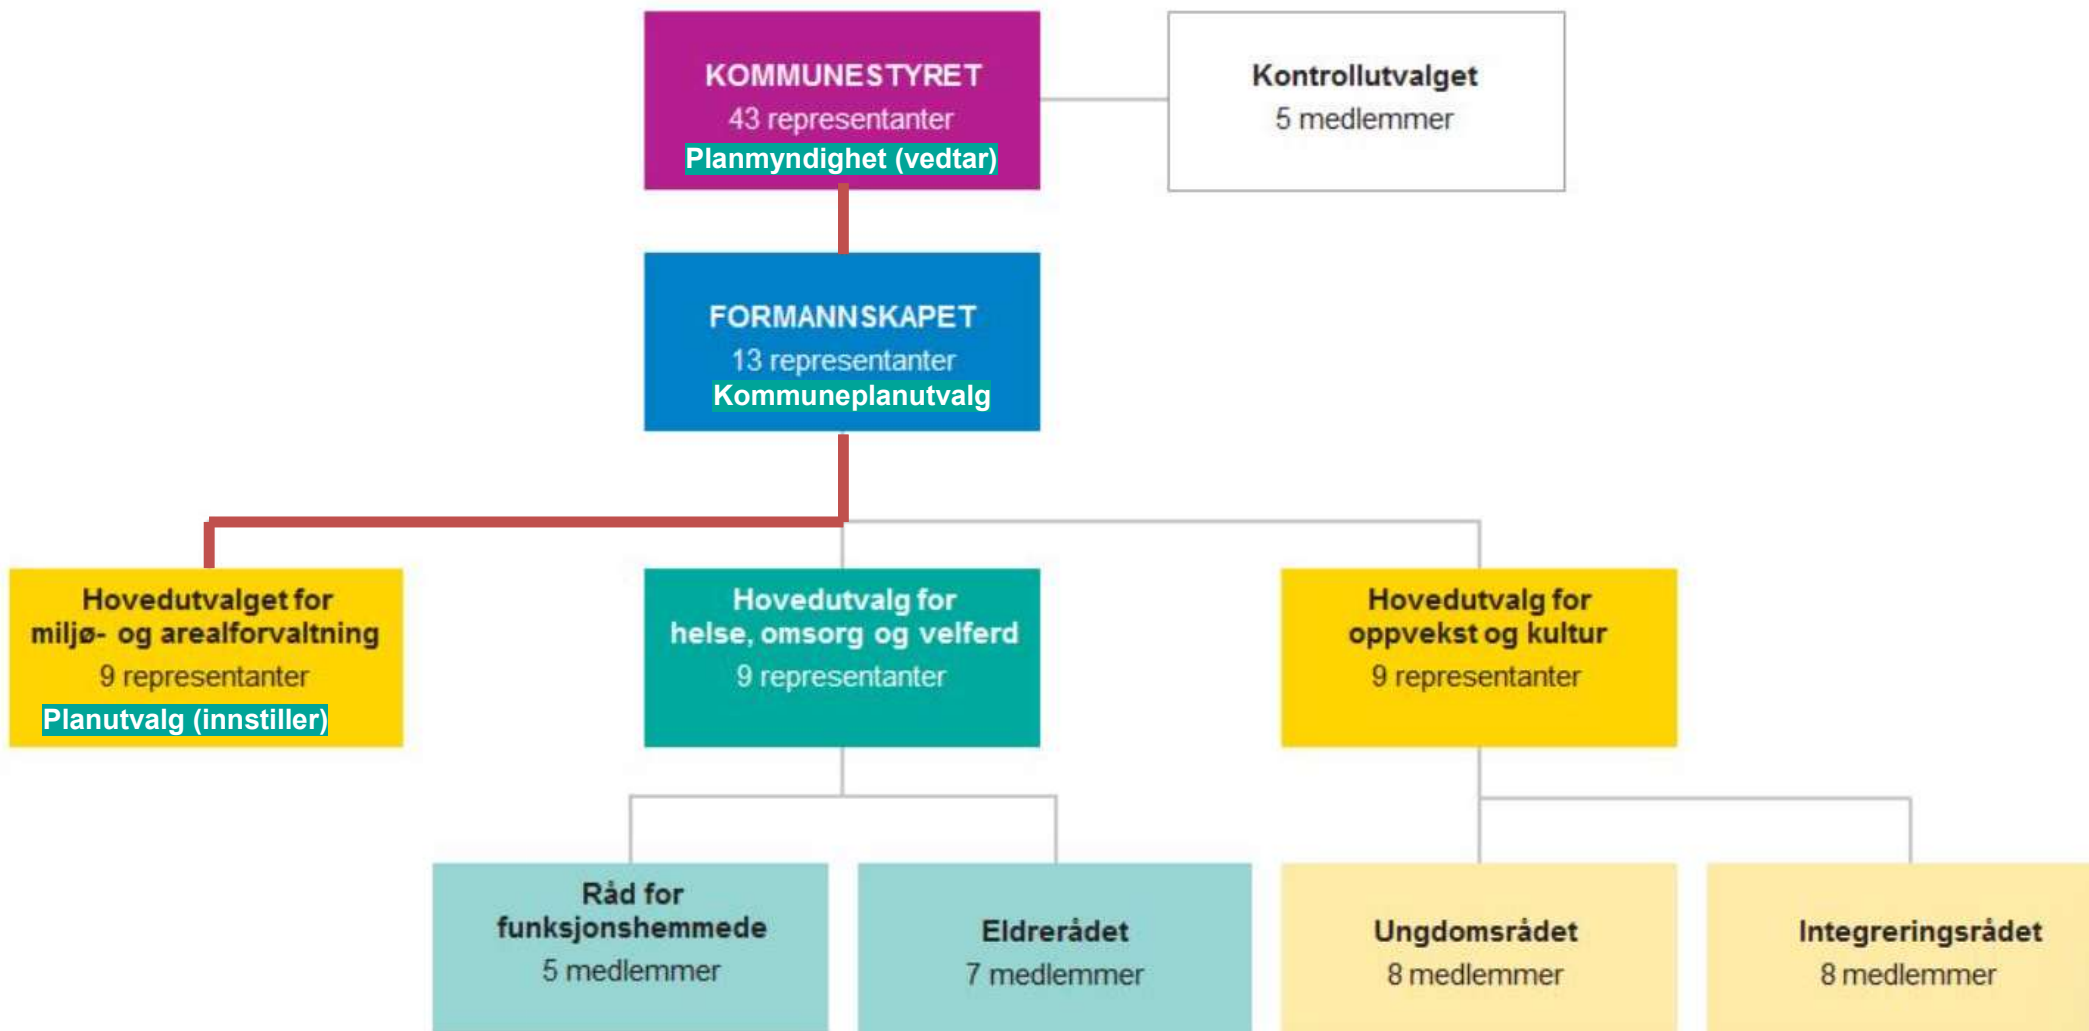 KOMMUNESTYRET
43 representanter
Planmyndighet (vedtar)
Kontrollutvalget
5 medlemmer
FORMANNSKAPET
13 representanter
Kommuneplanutvalg
Hovedutvalget for
miljø- og arealforvaltning
9 representanter
Planutvalg (innstiller)
Hovedutvalg for
helse, omsorg og velferd
9 representanter
Hovedutvalg for
oppvekst og kultur
9 representanter
Råd for
funksjonshemmede
5 medlemmer
Eldrerådet
7 medlemmer
Ungdomsrådet
8 medlemmer
Integreringsrådet
8 medlemmer